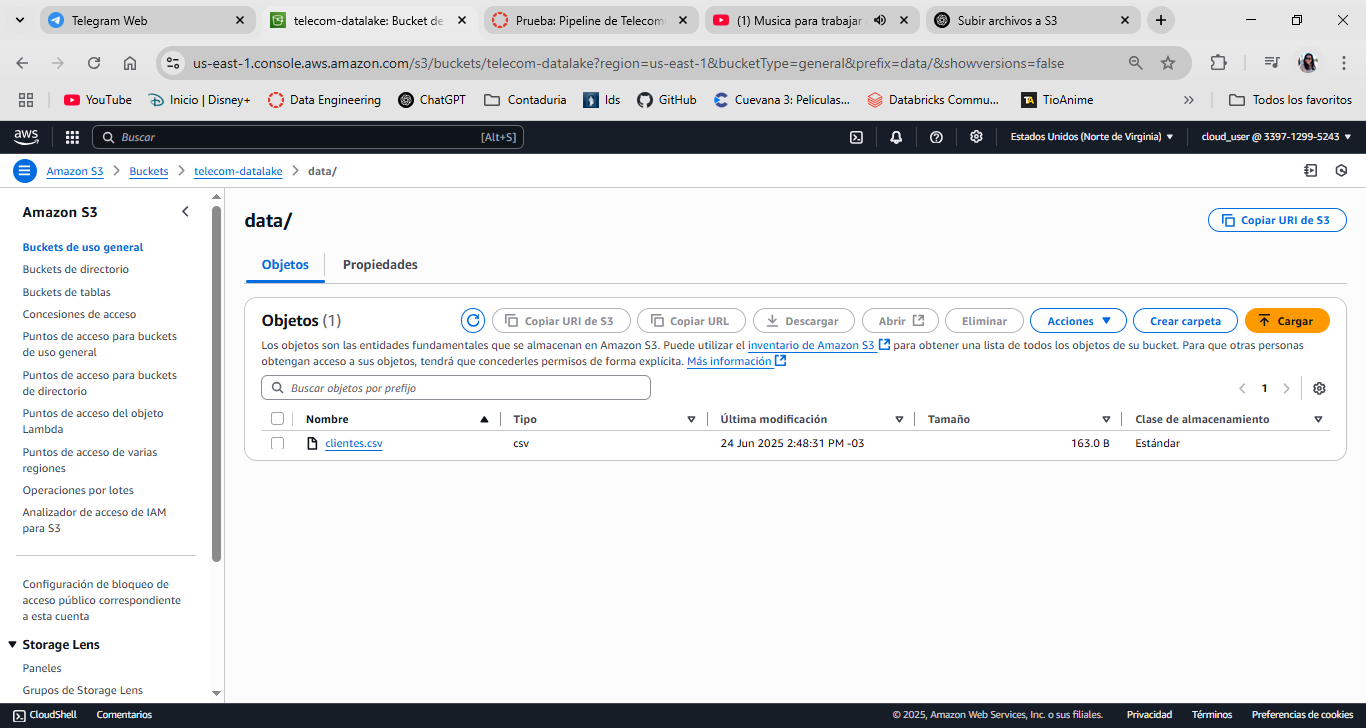 Telegram Web
telecom-datalake: Bucket de
Prueba: Pipeline de Telecom
(1) Musica para trabajar
Subir archivos a S3
us-east-1.console.aws.amazon.com/s3/buckets/telecom-datalake?region=us-east-1&bucketType=general&prefix=data/&showversions=false
YouTube
Inicio | Disney+
Data Engineering
ChatGPT
Contaduria
Ids
GitHub
Cuevana 3: Peliculas...
Databricks Commu...
TioAnime
Todos los favoritos
aws
Buscar
[Alt+S]
Estados Unidos (Norte de Virginia)
cloud_user @ 3397-1299-5243
Amazon S3
Buckets
telecom-datalake
data/
Amazon S3
Buckets de uso general
Buckets de directorio
Buckets de tablas
Concesiones de acceso
Puntos de acceso para buckets
de uso general
Puntos de acceso para buckets
de directorio
Puntos de acceso del objeto
Lambda
Puntos de acceso de varias
regiones
Operaciones por lotes
Analizador de acceso de IAM
para S3
Configuración de bloqueo de
acceso público correspondiente
a esta cuenta
Storage Lens
Paneles
Grupos de Storage Lens
data/
Copiar URI de S3
Objetos
Propiedades
Objetos (1)
Copiar URI de S3
Copiar URL
Descargar
Abrir
Eliminar
Acciones
Crear carpeta
Cargar
Los objetos son las entidades fundamentales que se almacenan en Amazon S3. Puede utilizar el inventario de Amazon S3 para obtener una lista de todos los objetos de su bucket. Para que otras personas
obtengan acceso a sus objetos, tendrá que concederles permisos de forma explícita. Más información
Buscar objetos por prefijo
1
Nombre
Tipo
Última modificación
Tamaño
Clase de almacenamiento
clientes.csv
csv
24 Jun 2025 2:48:31 PM -03
163.0 B
Estándar
CloudShell
Comentarios
© 2025, Amazon Web Services, Inc. o sus filiales.
Privacidad
Términos
Preferencias de cookies